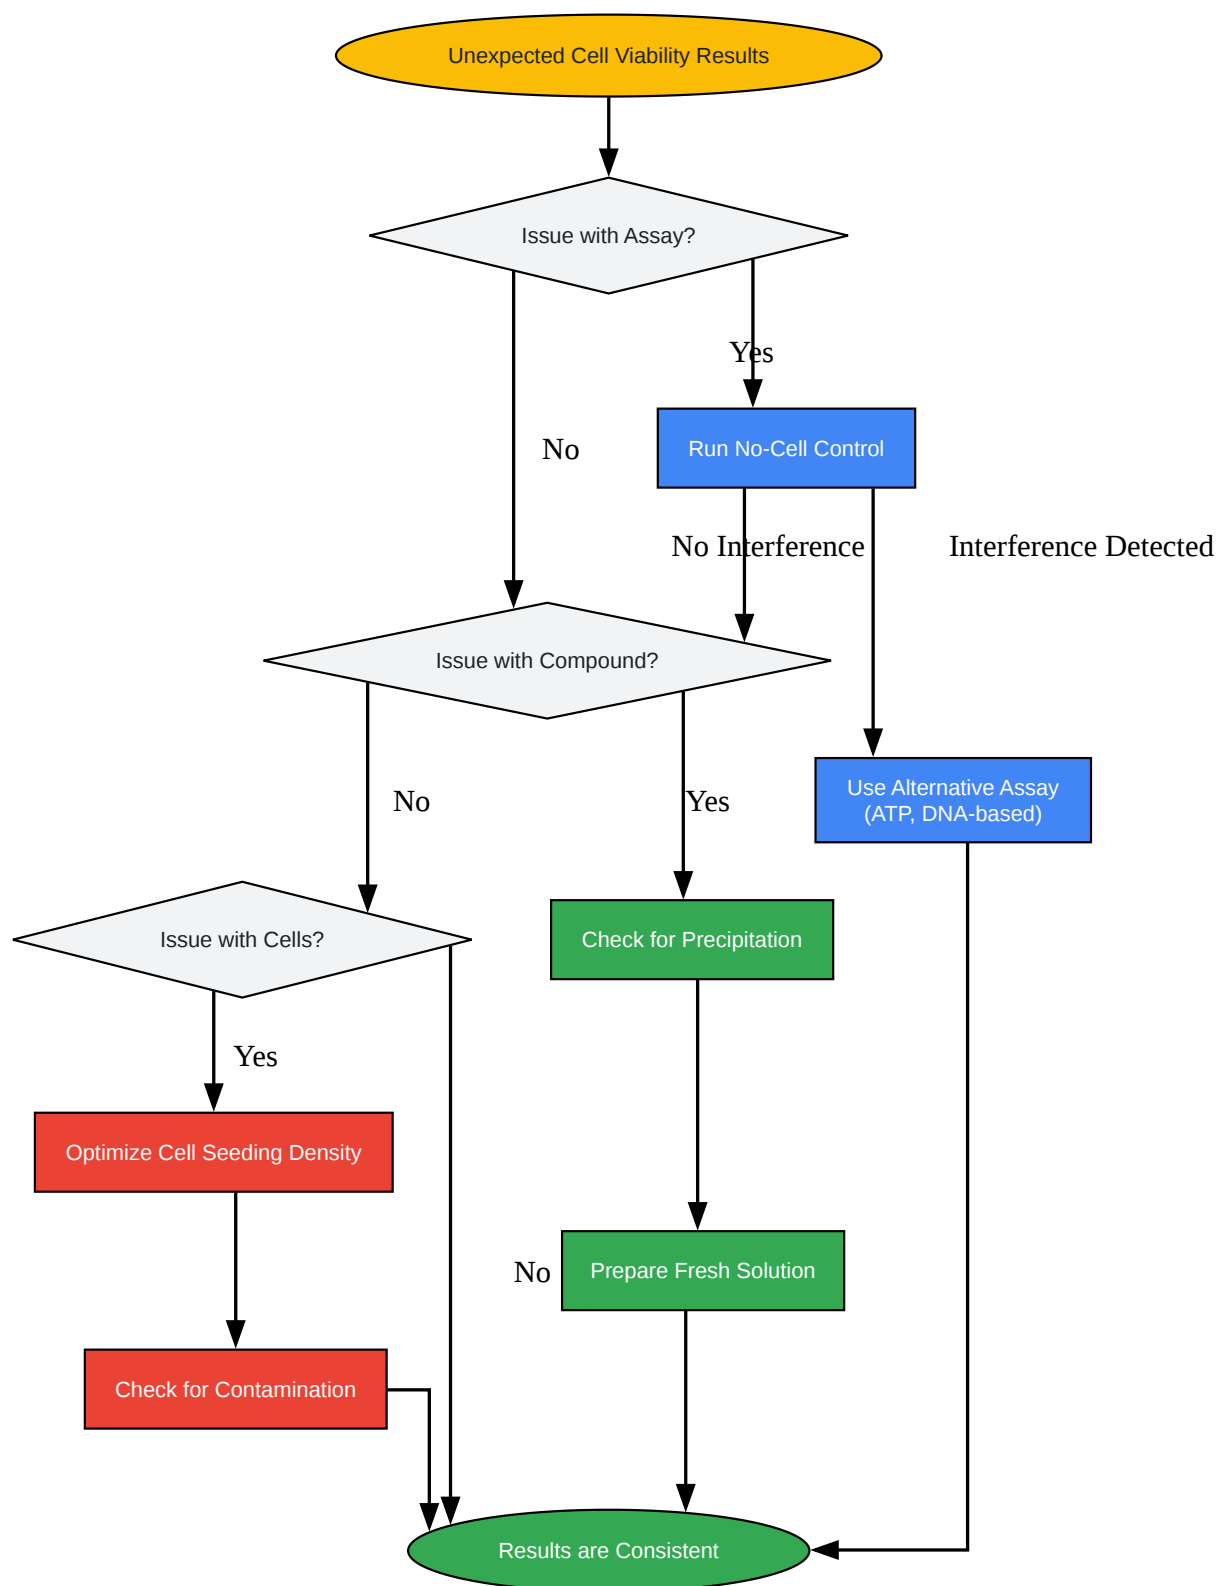 Unexpected Cell Viability Results
Issue with Assay?
Yes
No
Run No-Cell Control
No Interference
Interference Detected
Issue with Compound?
No
Yes
Use Alternative Assay
(ATP, DNA-based)
Issue with Cells?
Check for Precipitation
Yes
Optimize Cell Seeding Density
No
Prepare Fresh Solution
Check for Contamination
Results are Consistent